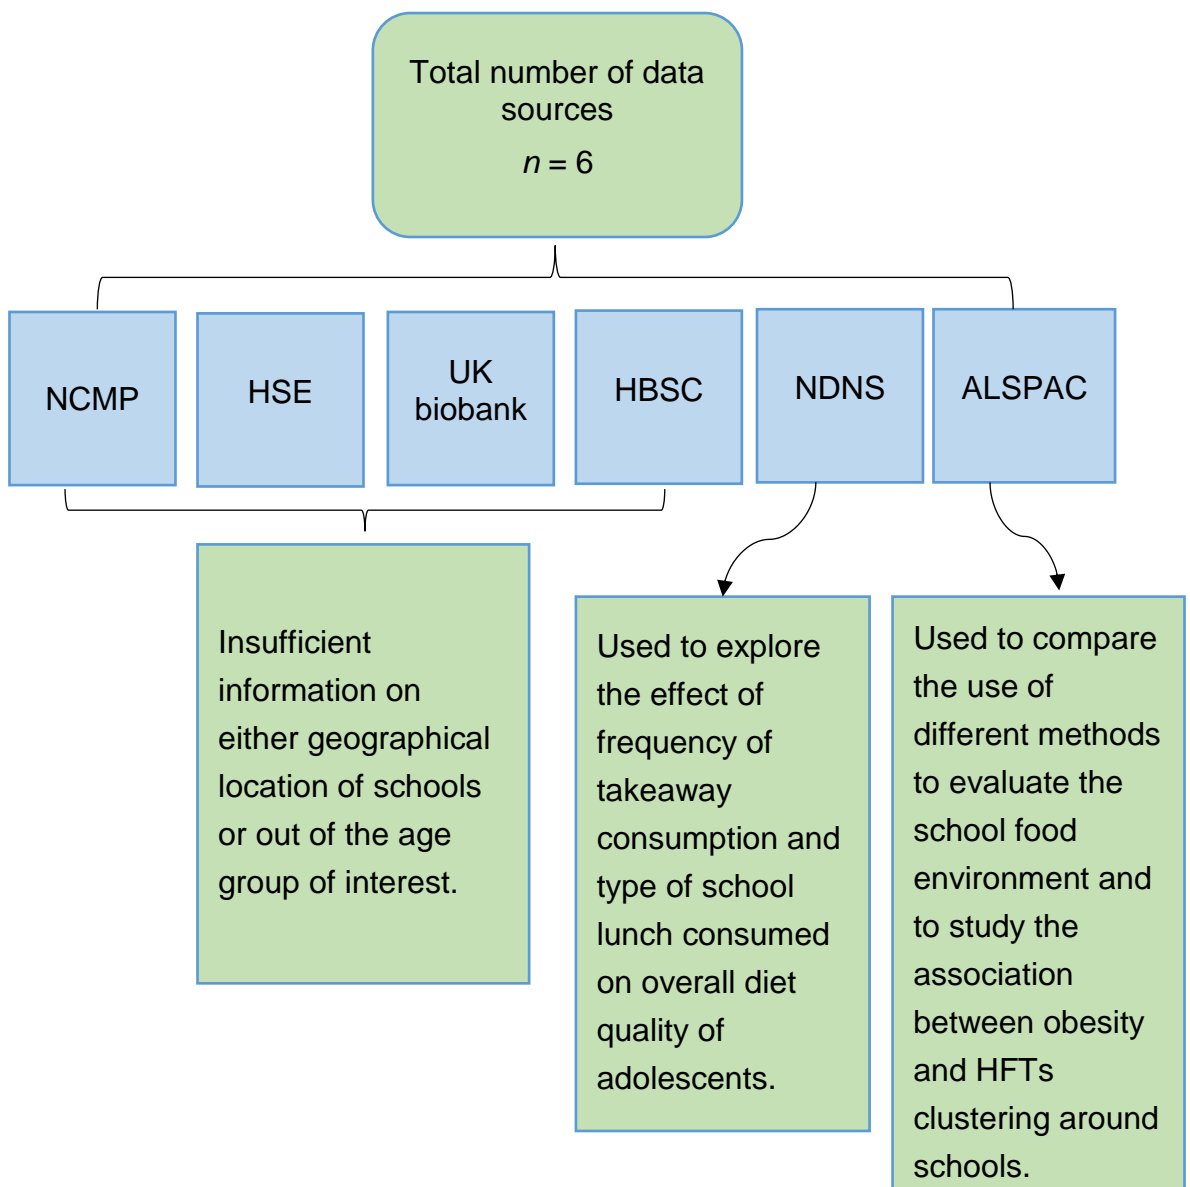 Total number of data
sources
n = 6
NCMP
HSE
UK
biobank
HBSC
NDNS
ALSPAC
Insufficient
information on
either geographical
location of schools
or out of the age
group of interest.
Used to explore
the effect of
frequency of
takeaway
consumption and
type of school
lunch consumed
on overall diet
quality of
adolescents.
Used to compare
the use of
different methods
to evaluate the
school food
environment and
to study the
association
between obesity
and HFTs
clustering around
schools.